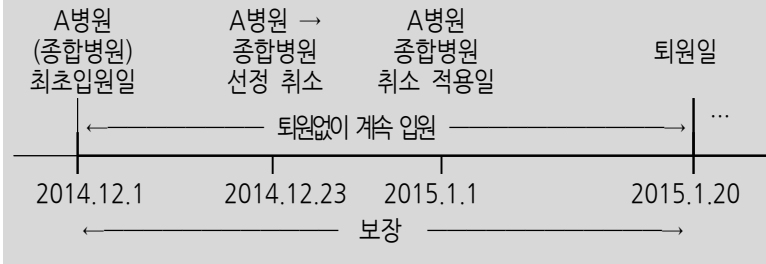 A병원
(종합병원)
최초입원일
A병원 →
종합병원
선정 취소
A병원
종합병원
취소 적용일
퇴원일
←――――――― 퇴원없이 계속 입원 ―――――――→
…
2014.12.1
2014.12.23
2015.1.1
2015.1.20
←――――――― 보장 ―――――――→